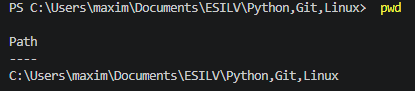 PS C:\Users\maxim\Documents\ESILV\Python,Git,Linux> pwd
Path
----
C:\Users\maxim\Documents\ESILV\Python,Git,Linux